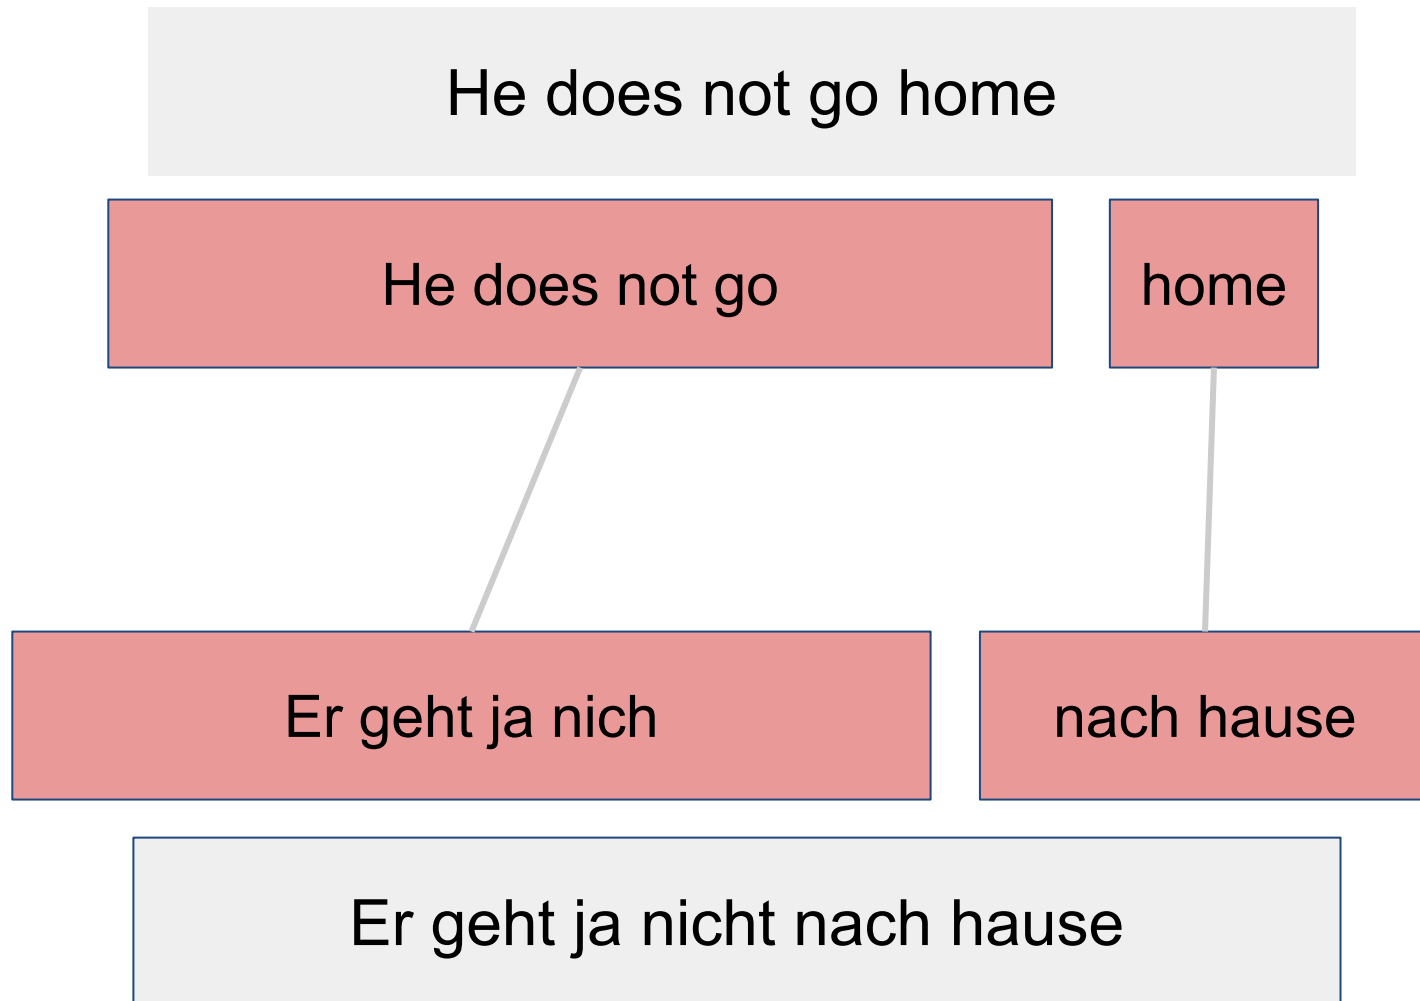 He does not go home
He does not go
home
Er geht ja nich
nach hause
Er geht ja nicht nach hause